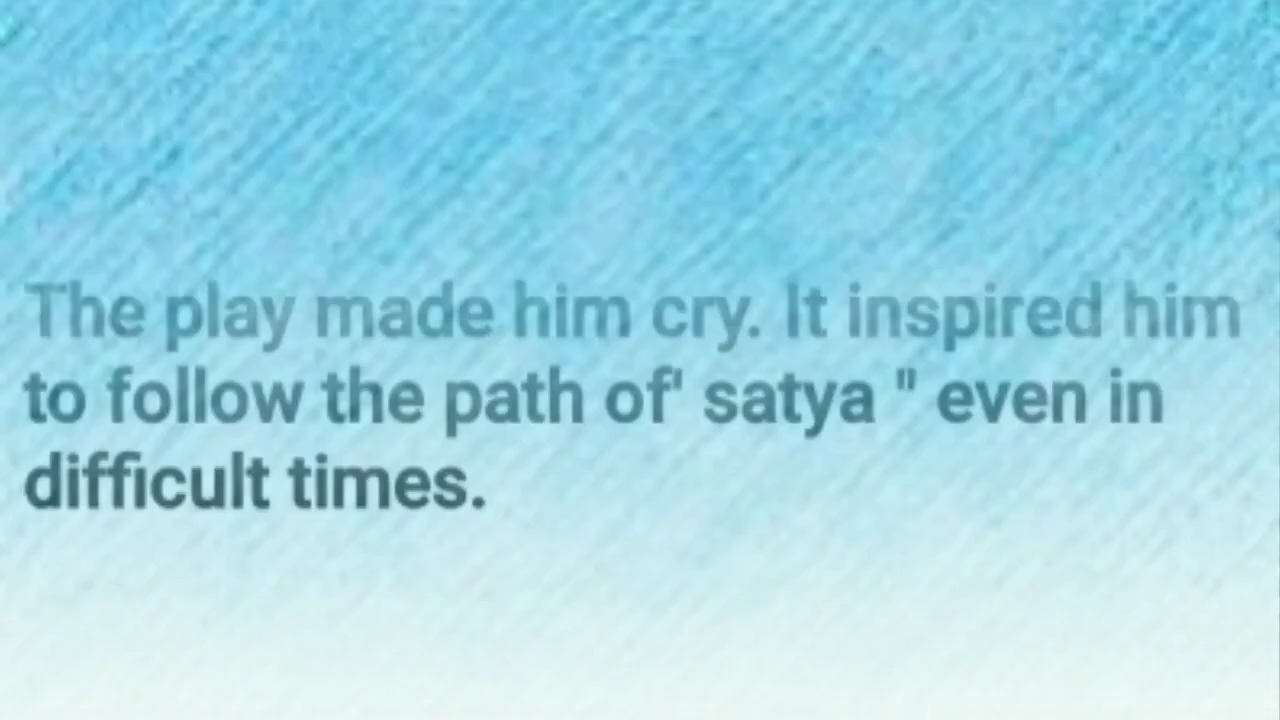 The play made him cry. It inspired him
to follow the path of' satya " even in
difficult times.